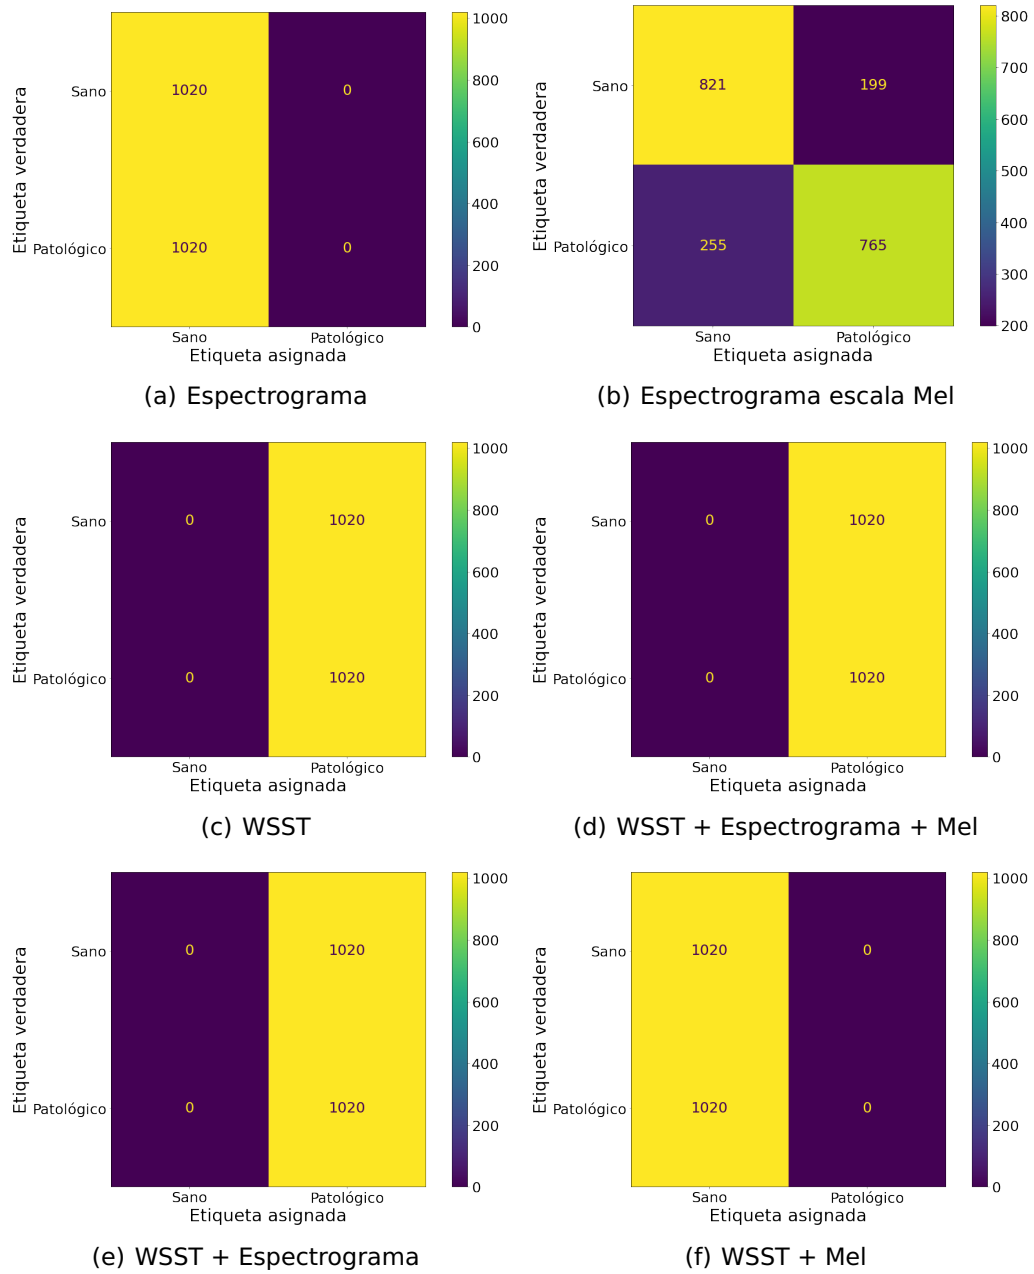 Etiqueta verdadera
Sano
1020
0
Patológico
1020
0
Sano
Patológico
Etiqueta asignada
1000
800
600
400
200
0
(a) Espectrograma
Etiqueta verdadera
Sano
821
199
Patológico
255
765
Sano
Patológico
Etiqueta asignada
800
700
600
500
400
300
200
(b) Espectrograma escala Mel
Etiqueta verdadera
Sano
0
1020
Patológico
0
1020
Sano
Patológico
Etiqueta asignada
1000
800
600
400
200
0
(c) WSST
Etiqueta verdadera
Sano
0
1020
Patológico
0
1020
Sano
Patológico
Etiqueta asignada
1000
800
600
400
200
0
(d) WSST + Espectrograma + Mel
Etiqueta verdadera
Sano
0
1020
Patológico
0
1020
Sano
Patológico
Etiqueta asignada
1000
800
600
400
200
0
(e) WSST + Espectrograma
Etiqueta verdadera
Sano
1020
0
Patológico
1020
0
Sano
Patológico
Etiqueta asignada
1000
800
600
400
200
0
(f) WSST + Mel